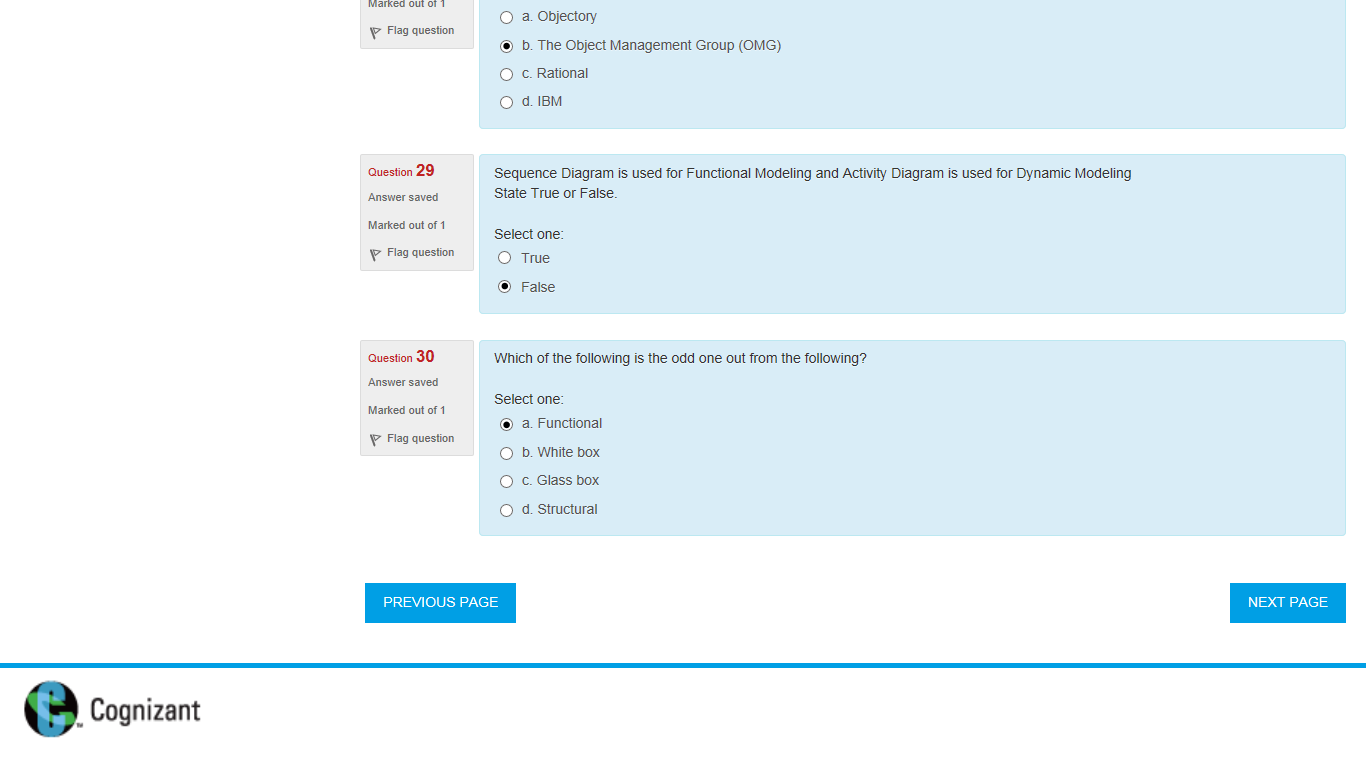 Marked out of 1
Flag question
a. Objectory
b. The Object Management Group (OMG)
c. Rational
d. IBM
Question 29
Answer saved
Marked out of 1
Flag question
Sequence Diagram is used for Functional Modeling and Activity Diagram is used for Dynamic Modeling
State True or False.
Select one:
True
False
Question 30
Answer saved
Marked out of 1
Flag question
Which of the following is the odd one out from the following?
Select one:
a. Functional
b. White box
c. Glass box
d. Structural
PREVIOUS PAGE
NEXT PAGE
Cognizant